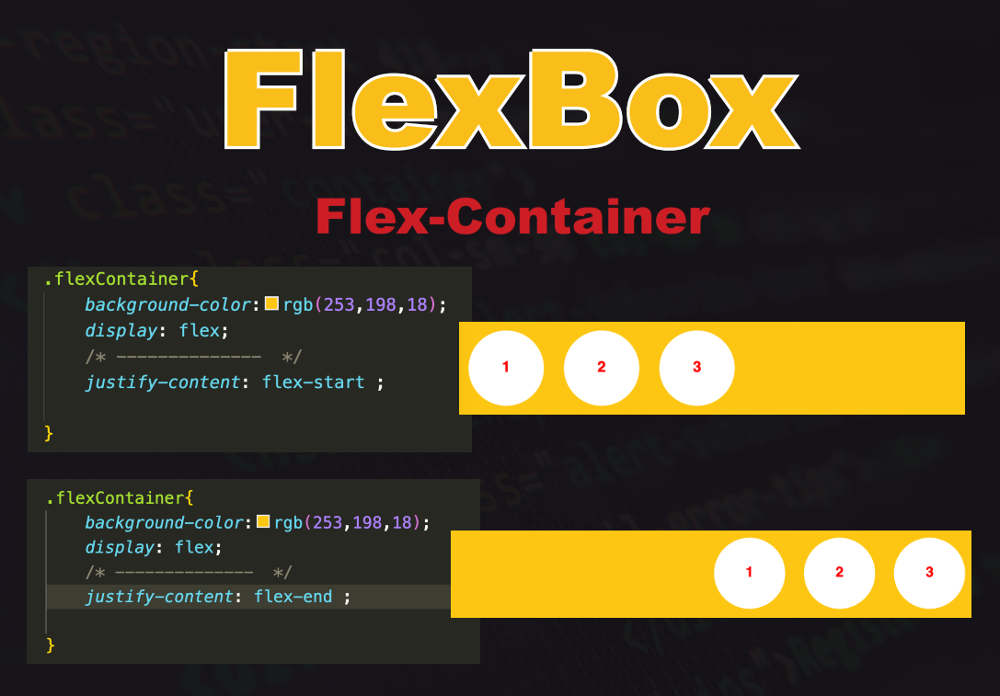 FlexBox
Flex-Container
.flexContainer{
background-color: rgb(253,198,18);
display: flex;
/* -------------- */
justify-content: flex-start ;
}
1 2 3
.flexContainer{
background-color: rgb(253,198,18);
display: flex;
/* -------------- */
justify-content: flex-end ;
}
1 2 3